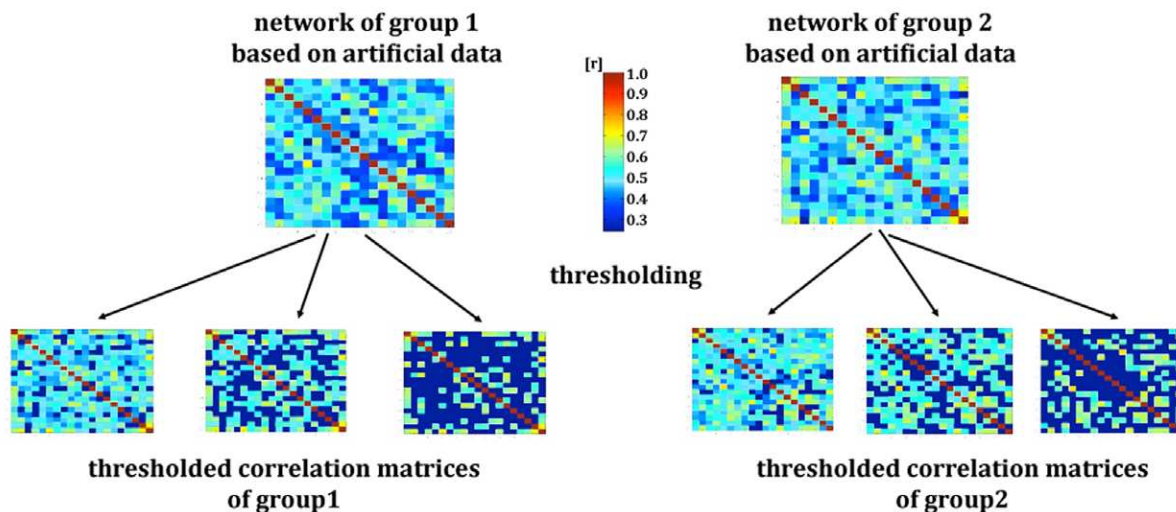 network of group 1
based on artificial data
network of group 2
based on artificial data
[r]
1.0
0.9
0.8
0.7
0.6
0.5
0.4
0.3
thresholding
thresholded correlation matrices
of group1
thresholded correlation matrices
of group2